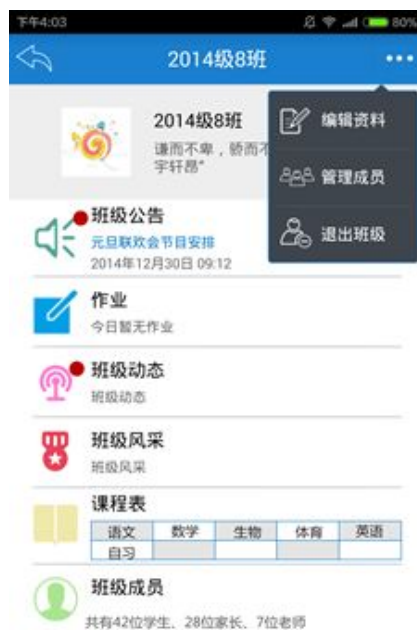 下午4:03
80%
2014级8班
2014级8班
谦而不卑，骄而不
宇轩昂"
编辑资料
管理成员
退出班级
班级公告
元旦联欢会节目安排
2014年12月30日 09:12
作业
今日暂无作业
班级动态
班级动态
班级风采
班级风采
课程表
语文 数学 生物 体育 英语
自习
班级成员
共有42位学生、28位家长、7位老师